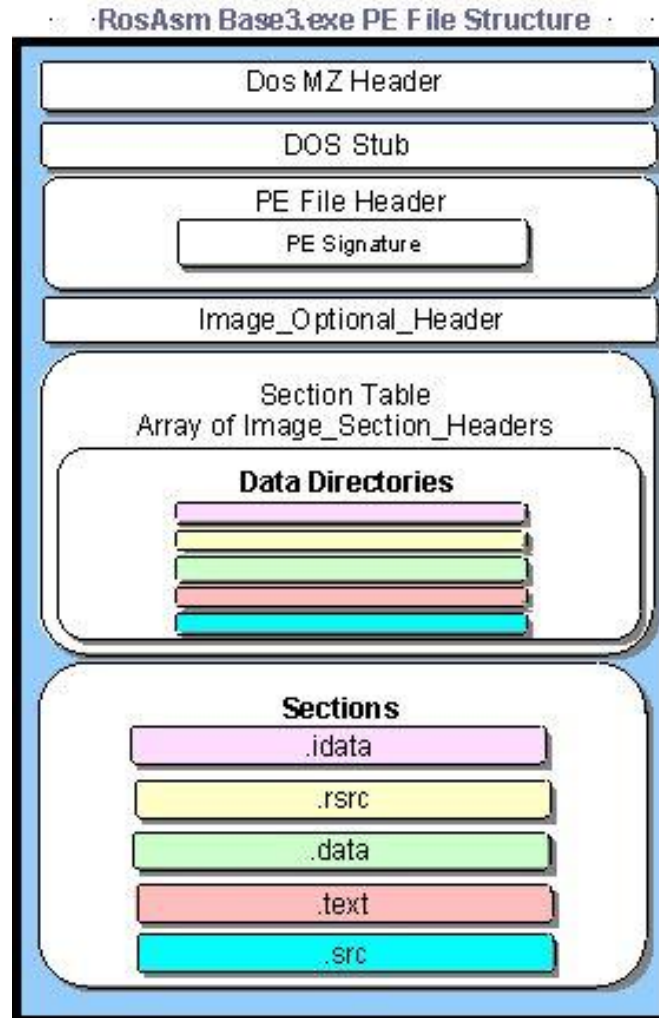 RosAsm Base3.exe PE File Structure
Dos MZ Header
DOS Stub
PE File Header
PE Signature
Image_Optional_Header
Section Table
Array of Image_Section_Headers
Data Directories
Sections
.idata
.rsrc
.data
.text
.src